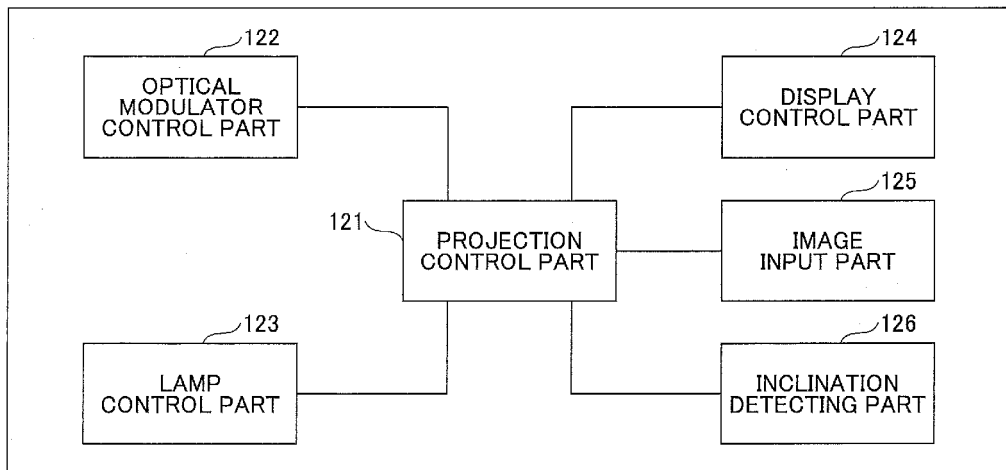 122
OPTICAL
MODULATOR
CONTROL PART
124
DISPLAY
CONTROL PART
121
PROJECTION
CONTROL PART
125
IMAGE
INPUT PART
123
LAMP
CONTROL PART
126
INCLINATION
DETECTING PART